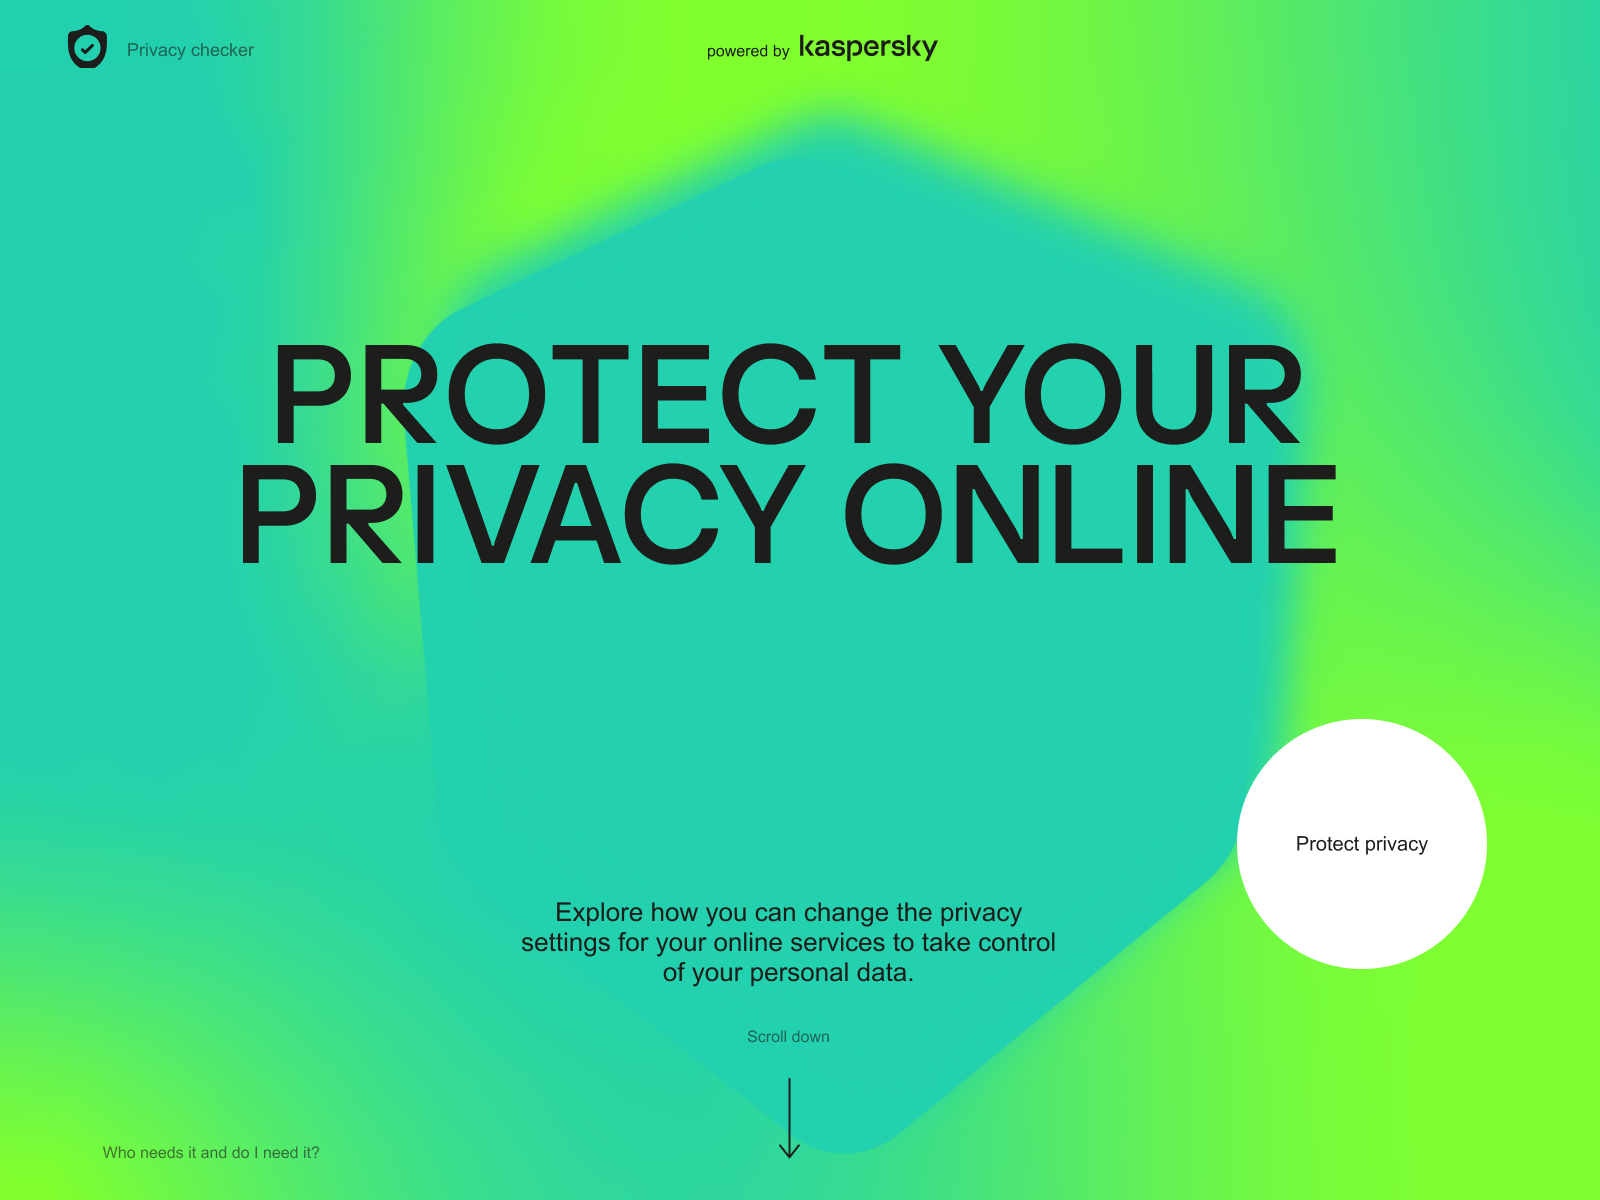 Privacy checker
powered by kaspersky
PROTECT YOUR
PRIVACY ONLINE
Protect privacy
Explore how you can change the privacy
settings for your online services to take control
of your personal data.
Scroll down
Who needs it and do I need it?